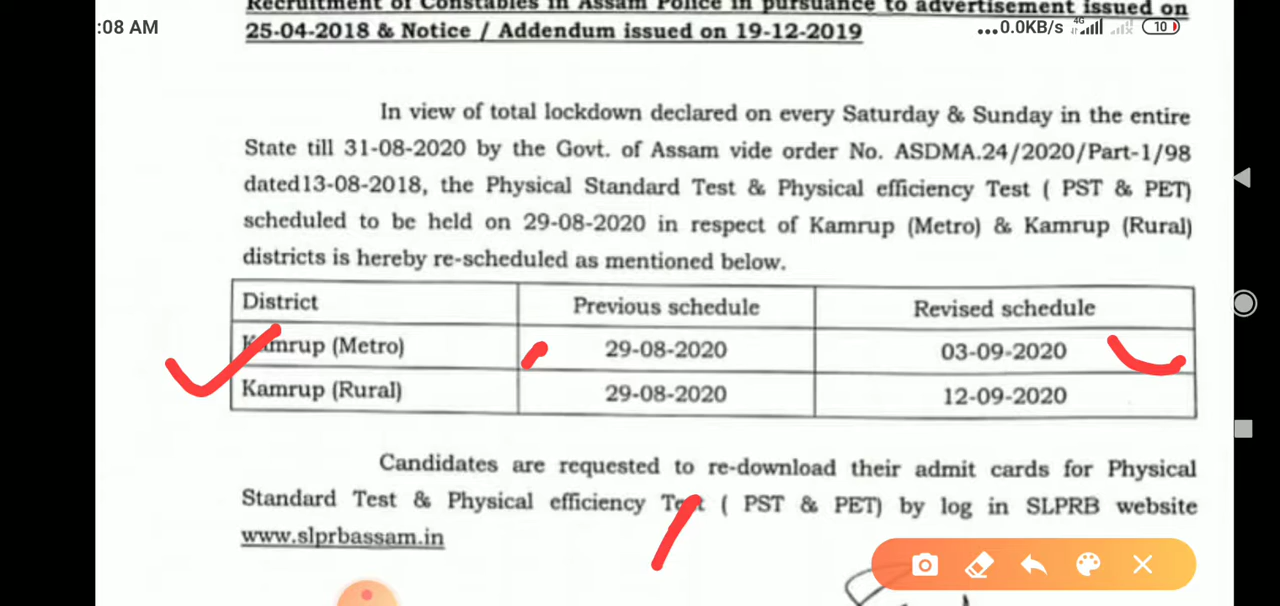 Recruitment of Constables in Assam Police in pursuance to advertisement issued on
:08 AM
...0.0KB/s 4G 10
25-04-2018 & Notice / Addendum issued on 19-12-2019
In view of total lockdown declared on every Saturday & Sunday in the entire
State till 31-08-2020 by the Govt. of Assam vide order No. ASDMA.24/2020/Part-1/98
dated13-08-2018, the Physical Standard Test & Physical efficiency Test ( PST & PET)
scheduled to be held on 29-08-2020 in respect of Kamrup (Metro) & Kamrup (Rural)
districts is hereby re-scheduled as mentioned below.
District Previous schedule Revised schedule
Kamrup (Metro) 29-08-2020 03-09-2020
Kamrup (Rural) 29-08-2020 12-09-2020
Candidates are requested to re-download their admit cards for Physical
Standard Test & Physical efficiency Test ( PST & PET) by log in SLPRB website
www.slprbassam.in